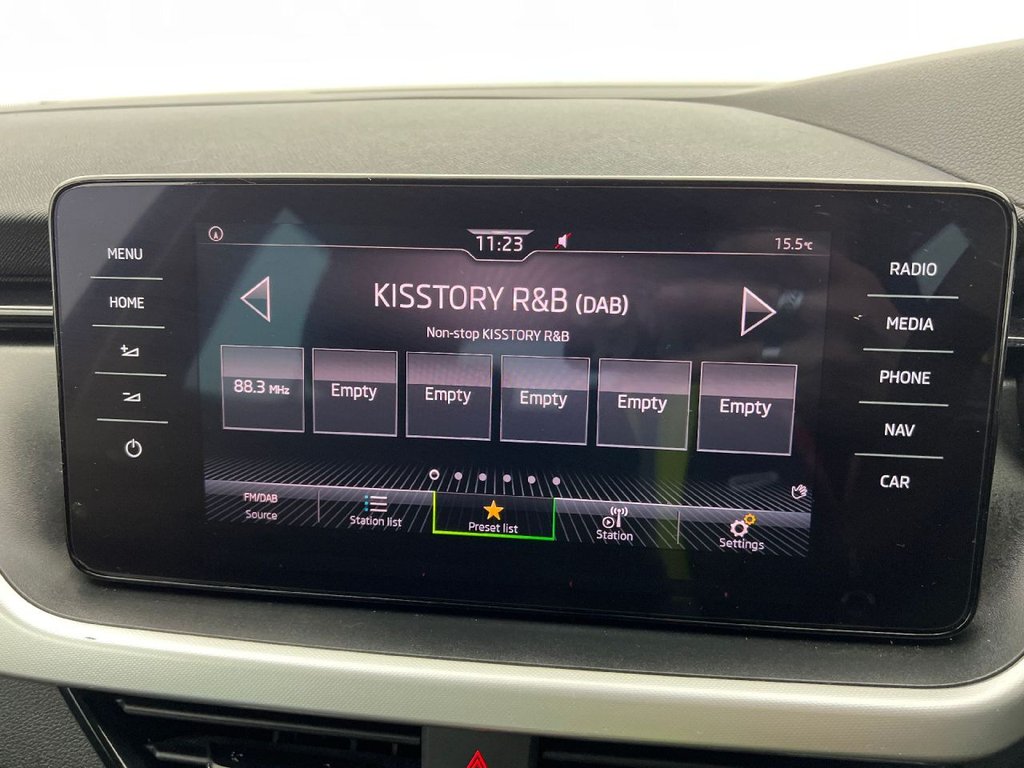 MENU
HOME
11:23
15.5°C
KISSTORY R&B (DAB)
Non-stop KISSTORY R&B
88.3 MHz
Empty
Empty
Empty
Empty
Empty
FM/DAB
Source
Station list
Preset list
Station
Settings
RADIO
MEDIA
PHONE
NAV
CAR